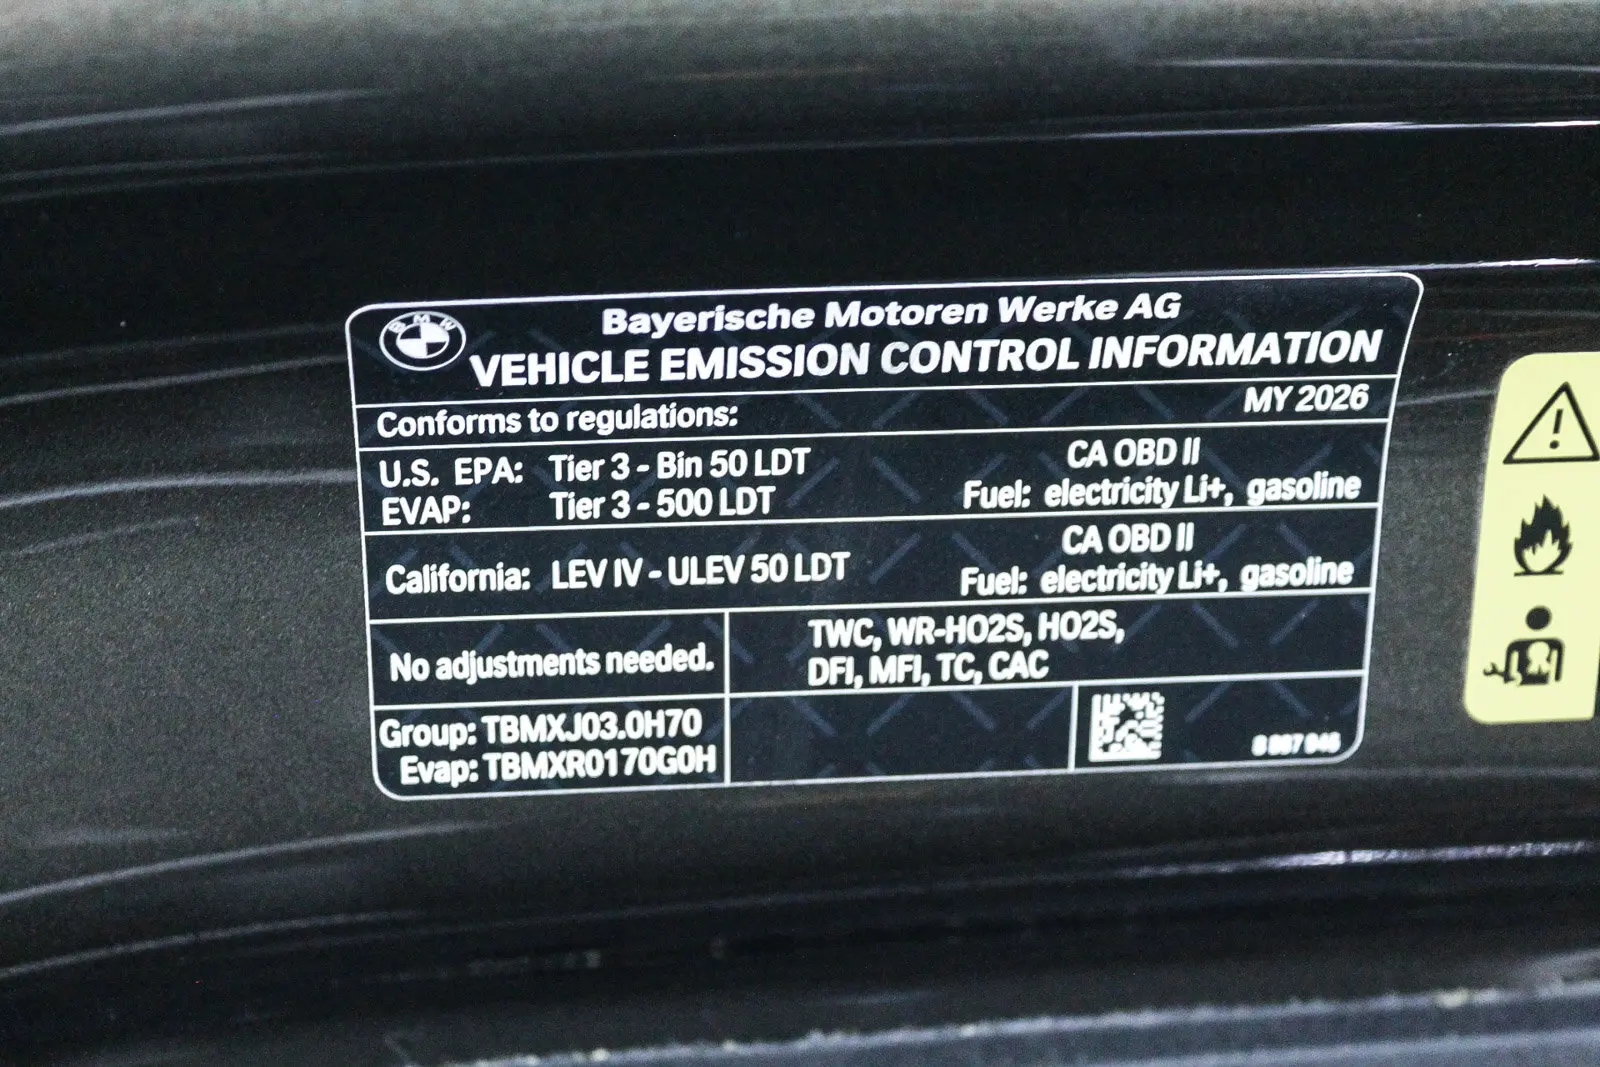 BMW
Bayerische Motoren Werke AG
VEHICLE EMISSION CONTROL INFORMATION
MY 2026
Conforms to regulations:
U.S. EPA: Tier 3 - Bin 50 LDT
CA OBD II
EVAP: Tier 3 - 500 LDT
Fuel: electricity Li+, gasoline
CA OBD II
California: LEV IV - ULEV 50 LDT
Fuel: electricity Li+, gasoline
No adjustments needed.
TWC, WR-HO2S, HO2S,
DFI, MFI, TC, CAC
Group: TBMXJ03.0H70
Evap: TBMXR0170G0H